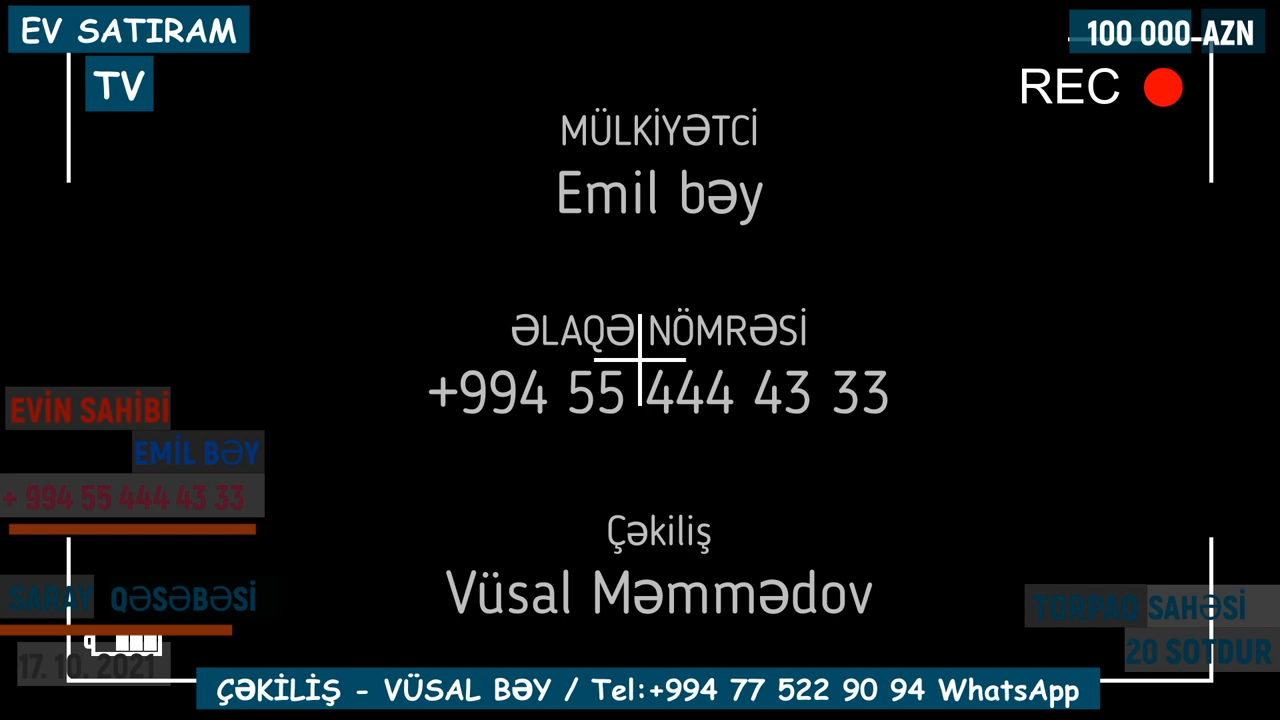 EV SATIRAM
TV
100 000 AZN
REC
MÜLKİYƏTCİ
Emil bəy
ƏLAQƏ NÖMRƏSİ
+994 55 444 43 33
EVİN SAHİBİ
EMİL BƏY
+ 994 55 444 43 33
Çəkiliş
Vüsal Məmmədov
SARAY QƏSƏBƏSİ
TORPAQ SAHƏSİ
20 SOTDUR
17. 10. 2021
ÇƏKİLİŞ - VÜSAL BƏY / Tel:+994 77 522 90 94 WhatsApp